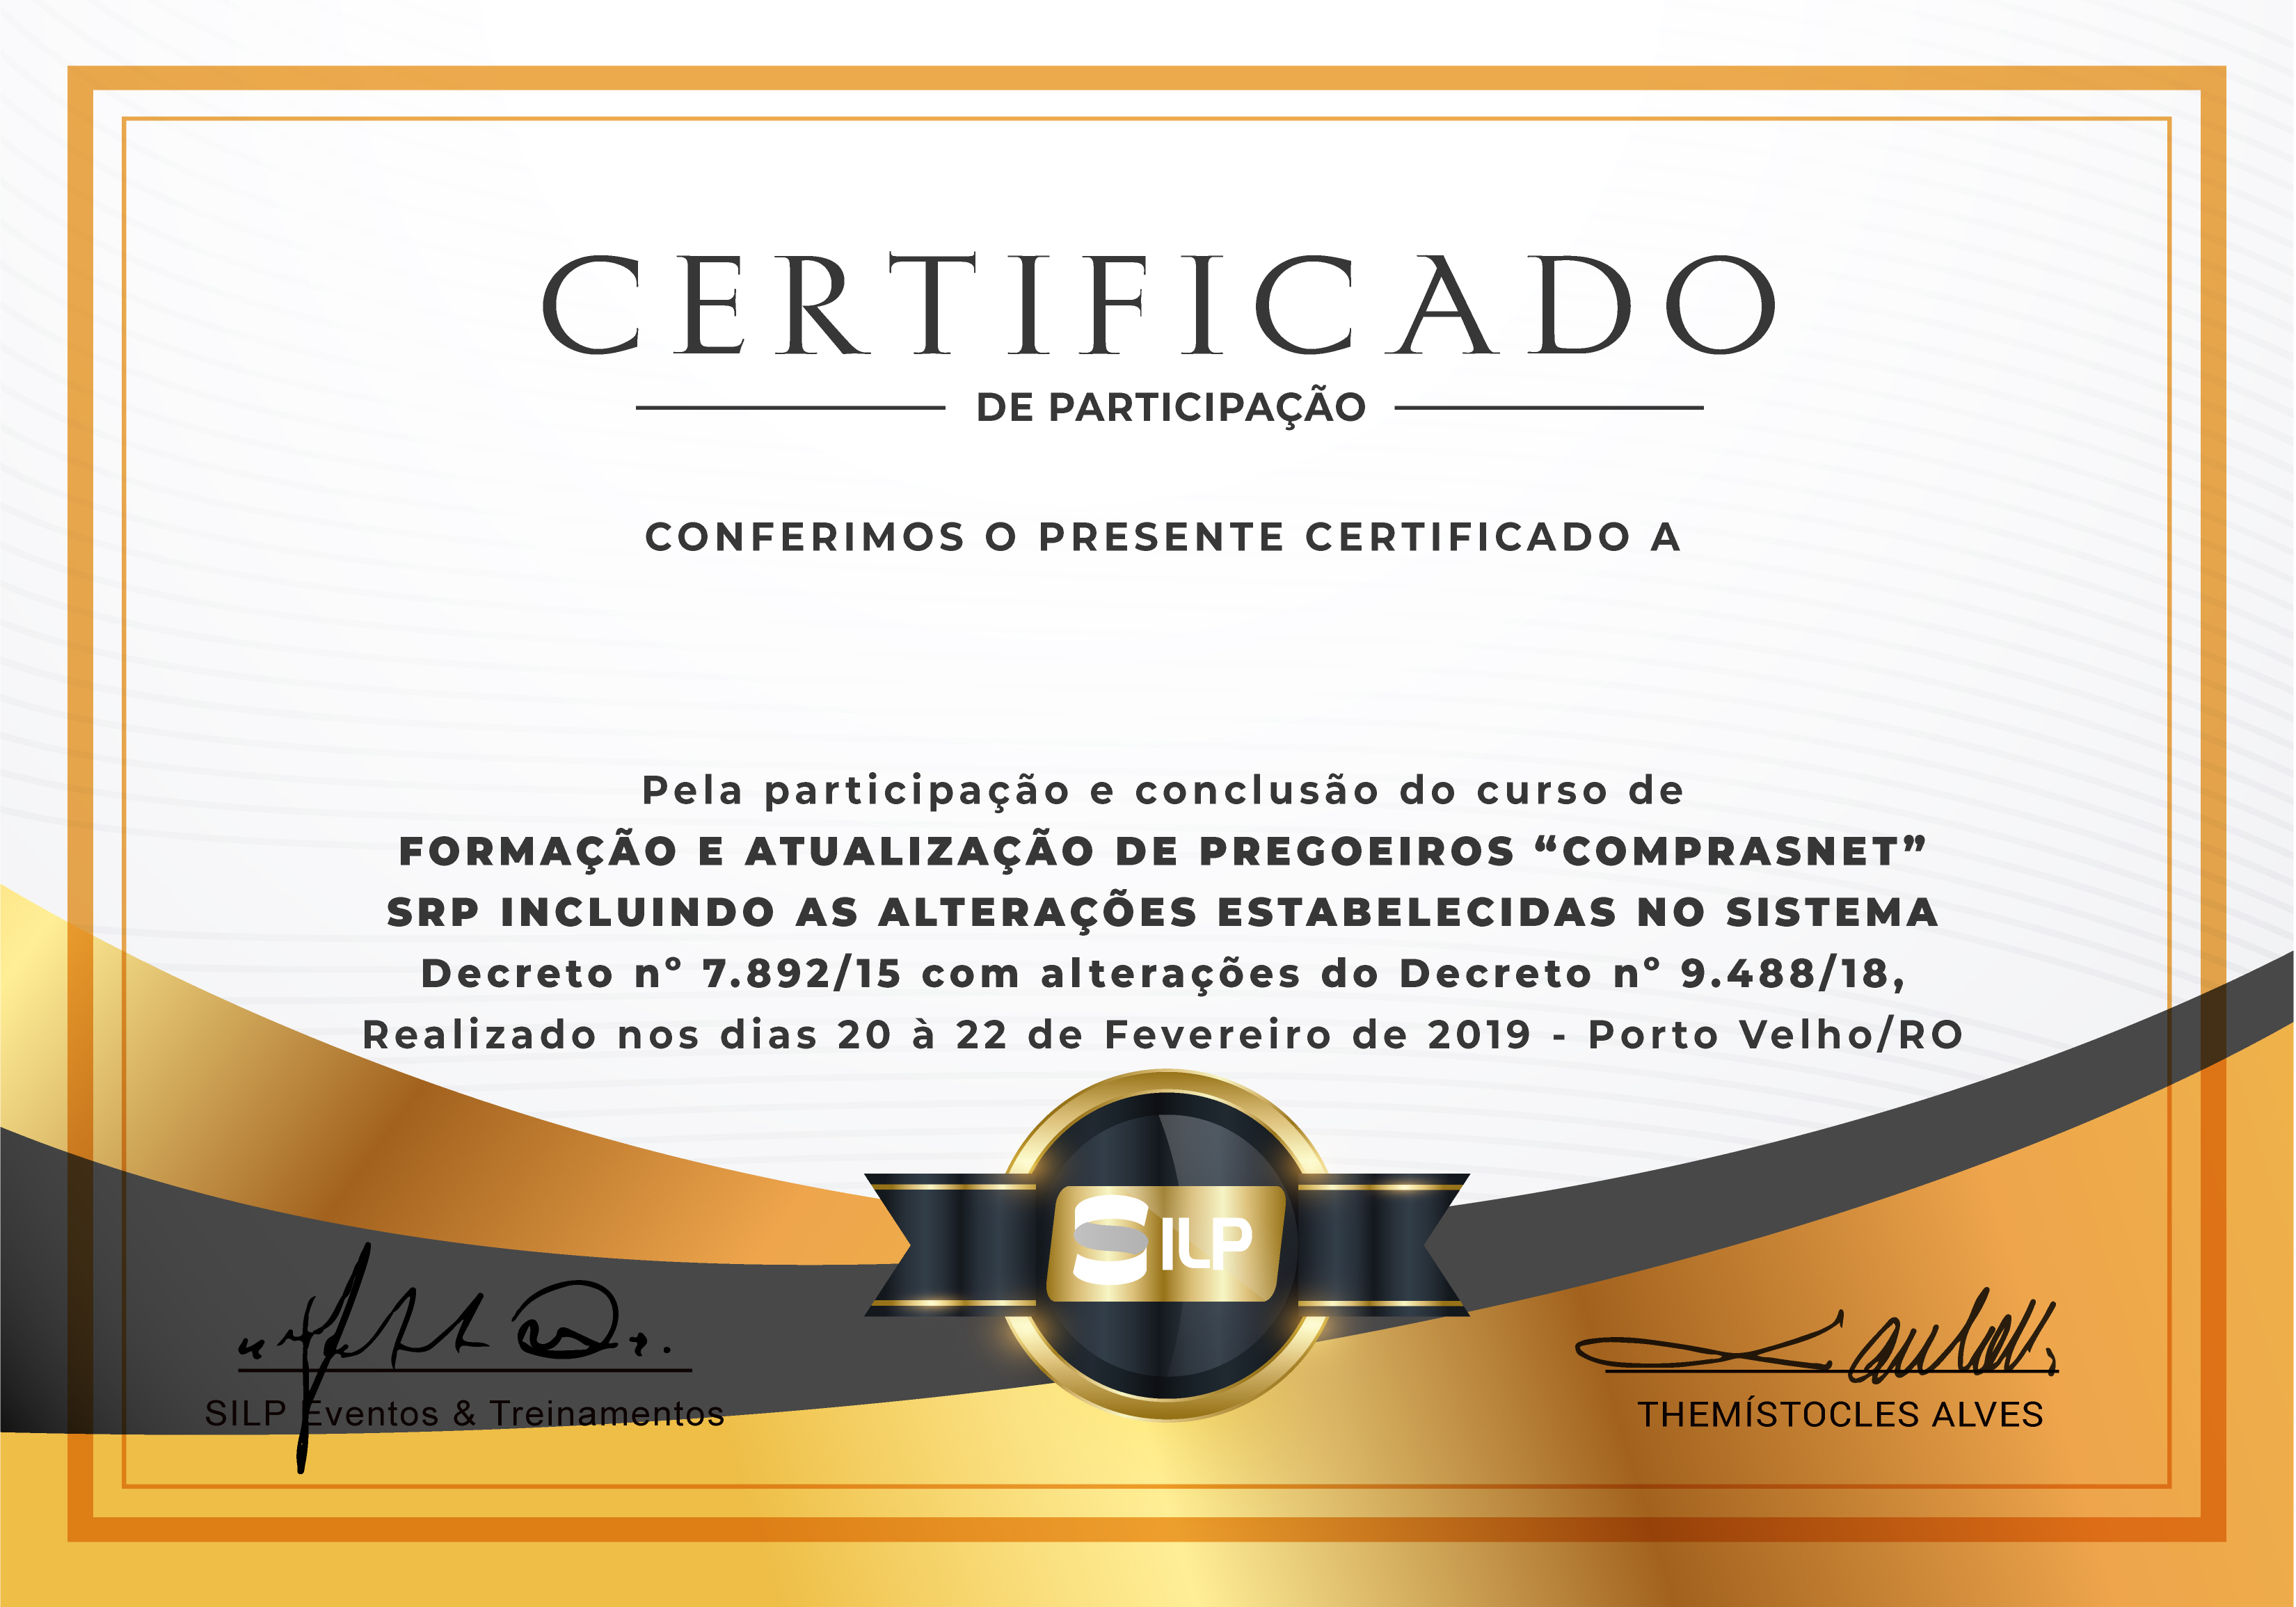 CERTIFICADO
DE PARTICIPAÇÃO
CONFERIMOS O PRESENTE CERTIFICADO A
Pela participação e conclusão do curso de
FORMAÇÃO E ATUALIZAÇÃO DE PREGOEIROS “COMPRASNET”
SRP INCLUINDO AS ALTERAÇÕES ESTABELECIDAS NO SISTEMA
Decreto nº 7.892/15 com alterações do Decreto nº 9.488/18,
Realizado nos dias 20 à 22 de Fevereiro de 2019 - Porto Velho/RO
SILP
SILP Eventos & Treinamentos
THEMÍSTOCLES ALVES